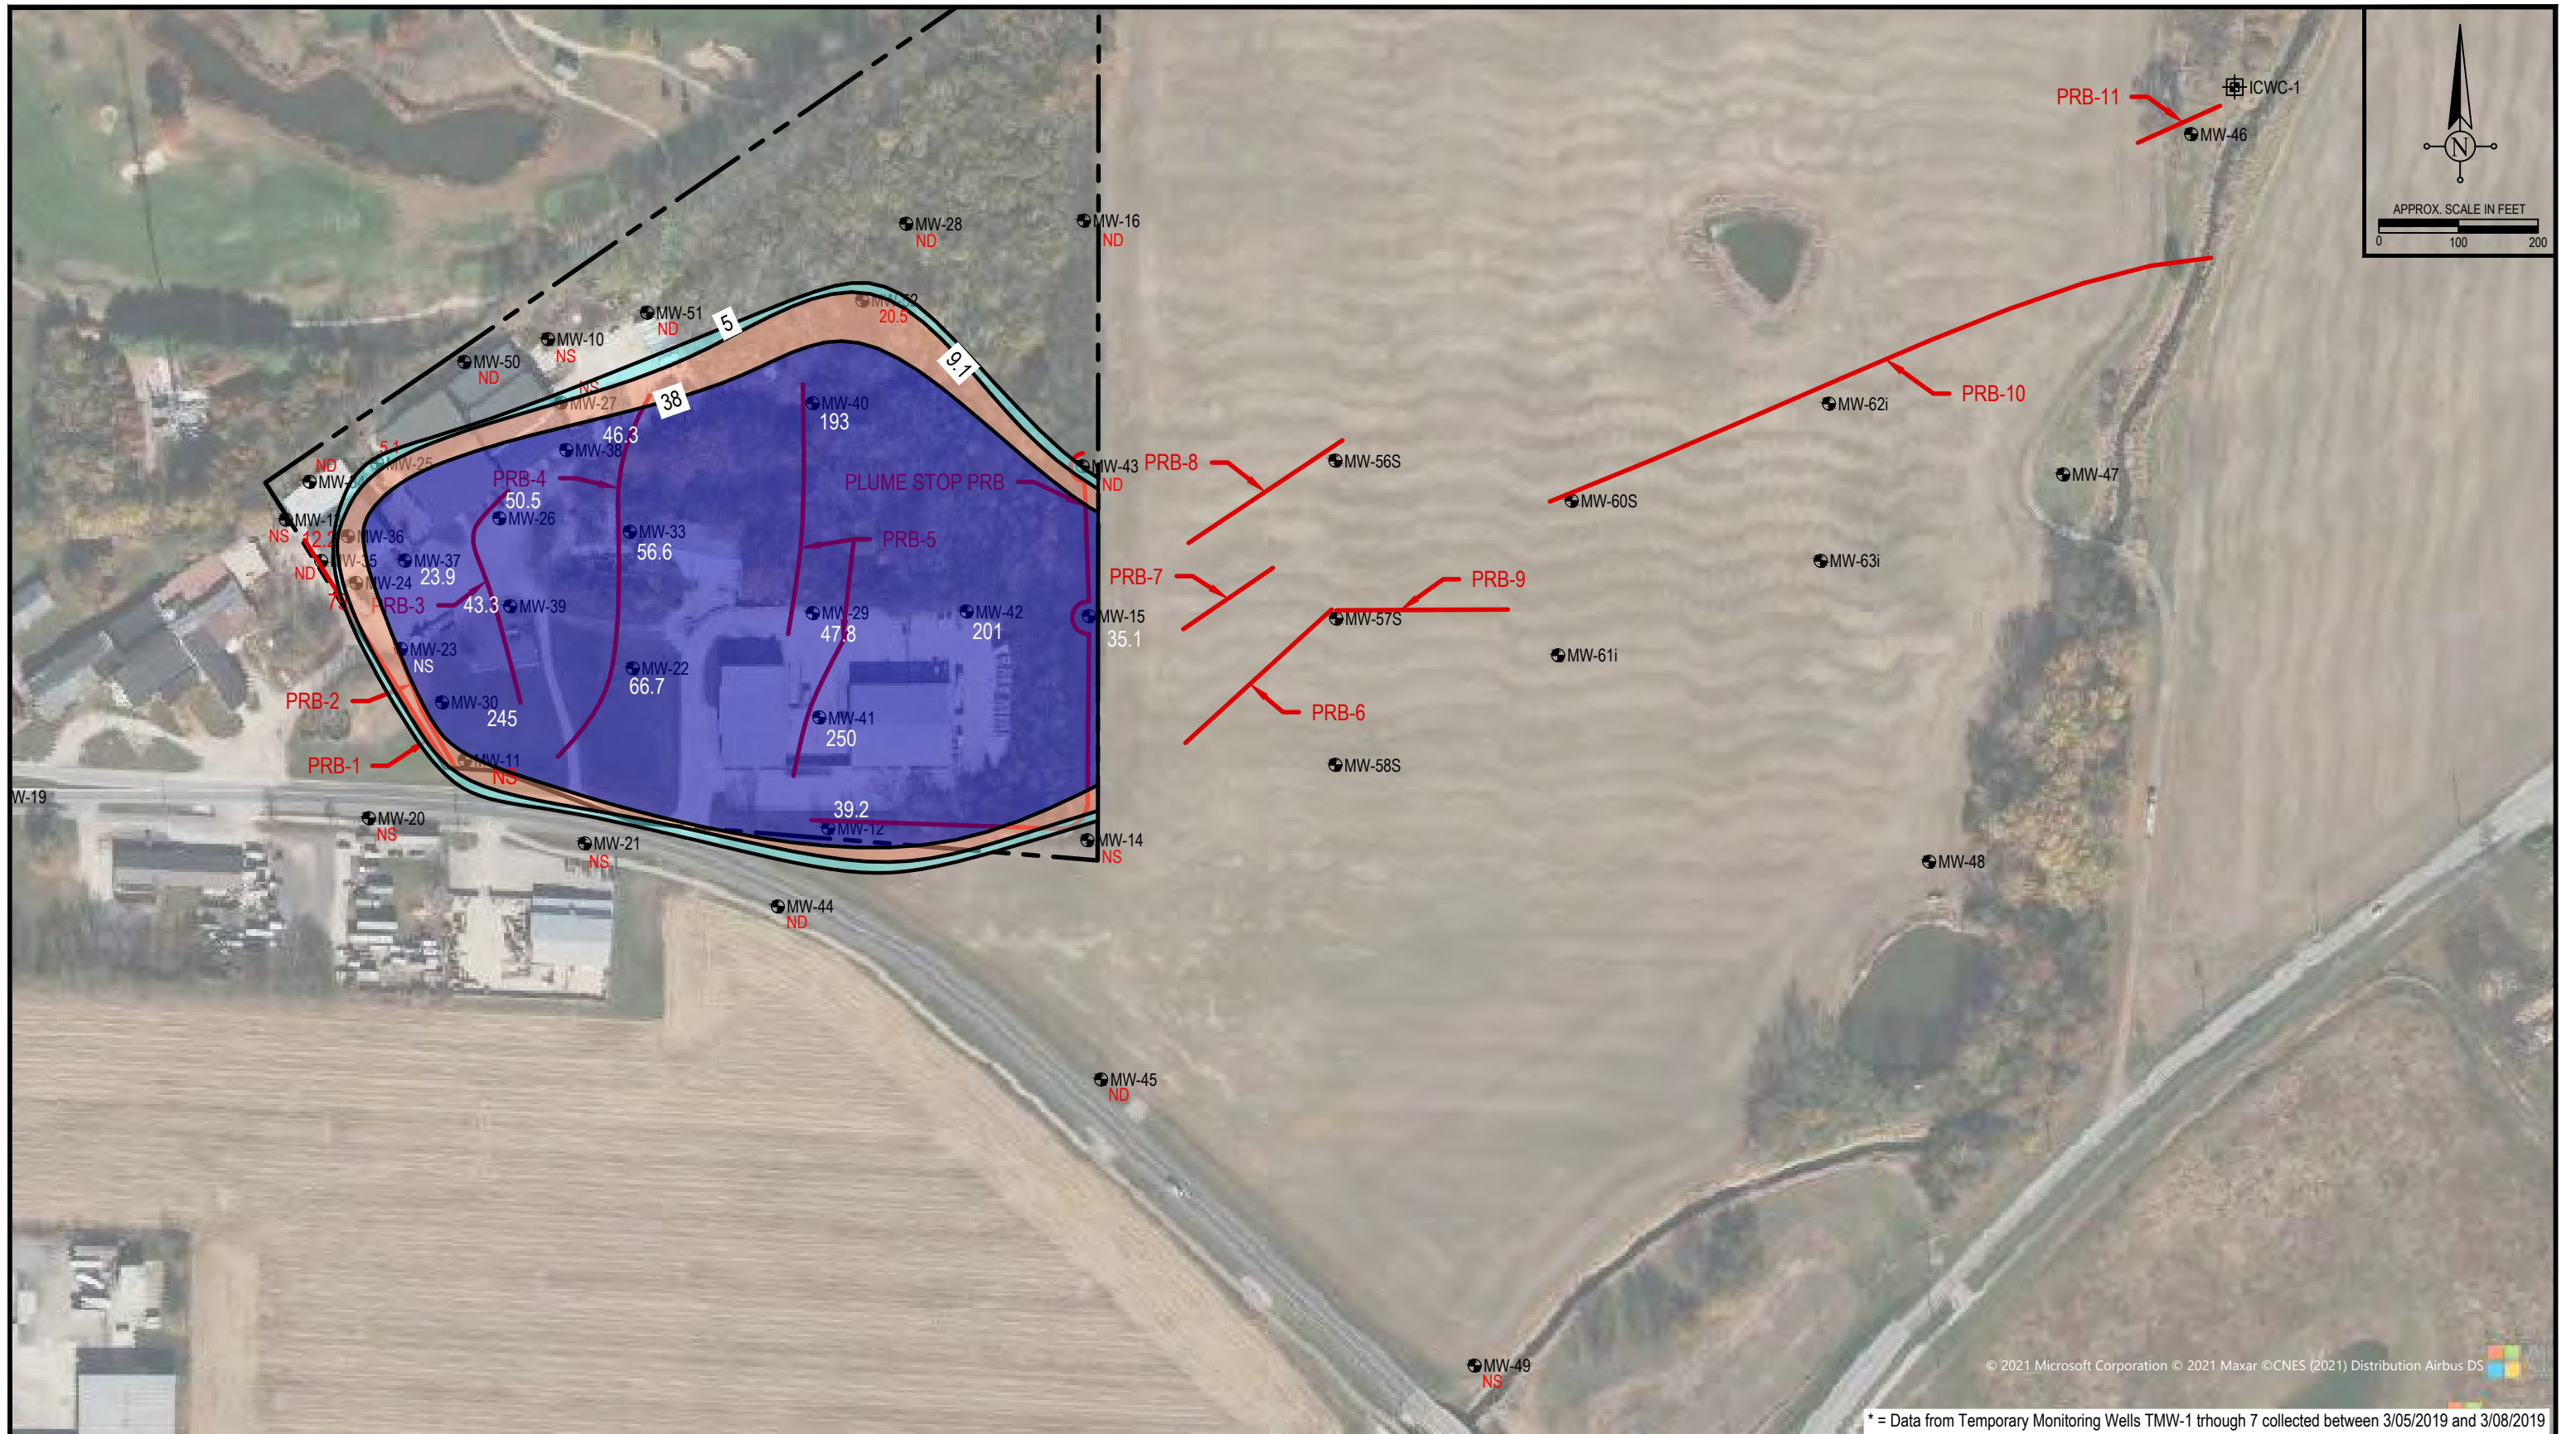 PRB-11
ICWC-1
MW-46
N
APPROX. SCALE IN FEET
0 100 200
MW-28
ND
MW-16
ND
MW-51
ND
5
MW-52
20.5
MW-10
NS
MW-50
ND
9.1
NS
MW-27
38
MW-40
193
46.3
MW-38
5.1
MW-25
ND
PRB-4
50.5
MW-26
PLUME STOP PRB
MW-43
ND
PRB-8
MW-56S
PRB-10
MW-62i
MW-60S
MW-47
NS
12.2
MW-36
MW-33
56.6
PRB-5
MW-35
ND
MW-37
23.9
MW-24
PRB-3
43.3
MW-39
MW-29
47.8
MW-42
201
MW-15
35.1
PRB-7
PRB-9
MW-57S
MW-63i
MW-23
NS
MW-22
66.7
MW-61i
PRB-2
MW-30
245
MW-41
250
PRB-6
PRB-1
MW-11
NS
MW-58S
W-19
MW-20
NS
39.2
MW-12
MW-21
NS
MW-14
NS
MW-48
MW-44
ND
MW-45
ND
MW-49
NS
© 2021 Microsoft Corporation © 2021 Maxar ©CNES (2021) Distribution Airbus DS
* = Data from Temporary Monitoring Wells TMW-1 trhough 7 collected between 3/05/2019 and 3/08/2019